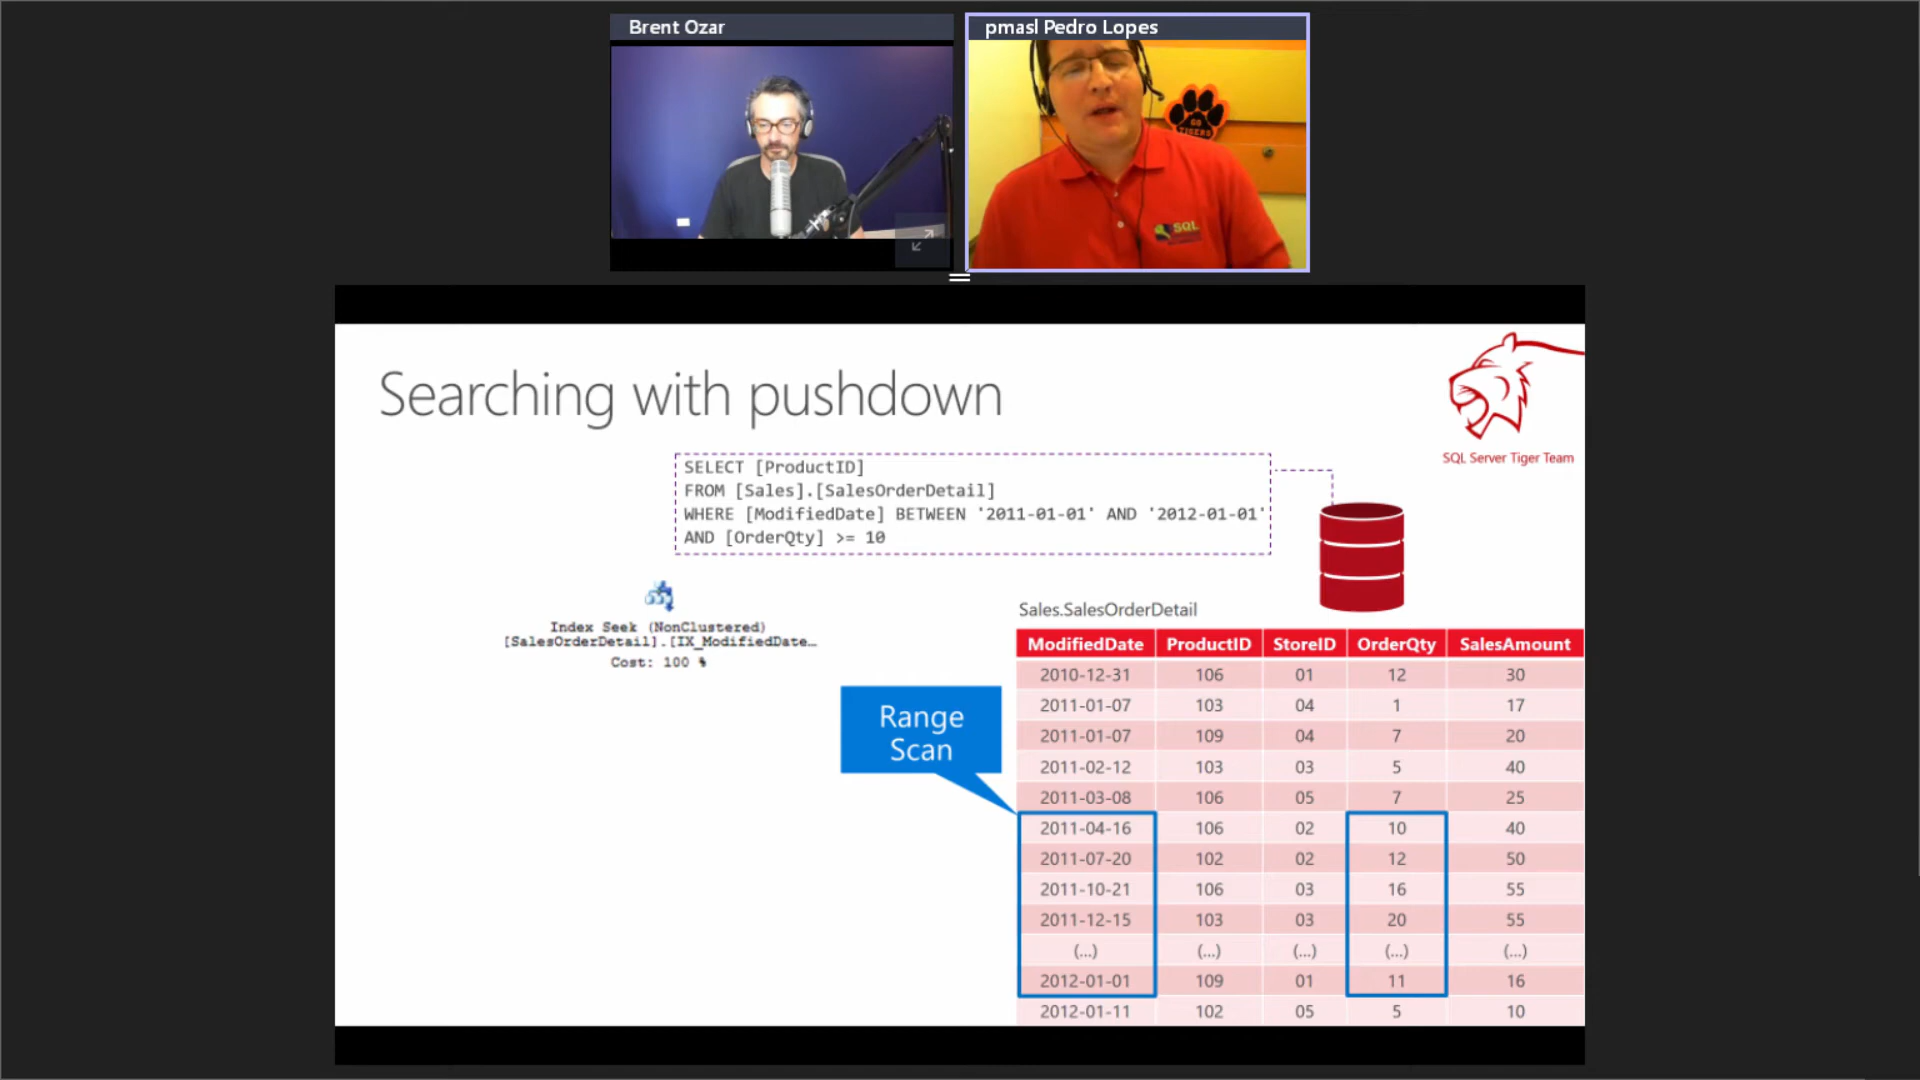 Brent Ozar
pmasl Pedro Lopes
GO
TIGERS
SQL
Searching with pushdown
SQL Server Tiger Team
SELECT [ProductID]
FROM [Sales].[SalesOrderDetail]
WHERE [ModifiedDate] BETWEEN '2011-01-01' AND '2012-01-01'
AND [OrderQty] >= 10
Index Seek (NonClustered)
[SalesOrderDetail].[IX_ModifiedDate…
Cost: 100 %
Range
Scan
Sales.SalesOrderDetail
ModifiedDate ProductID StoreID OrderQty SalesAmount
2010-12-31 106 01 12 30
2011-01-07 103 04 1 17
2011-01-07 109 04 7 20
2011-02-12 103 03 5 40
2011-03-08 106 05 7 25
2011-04-16 106 02 10 40
2011-07-20 102 02 12 50
2011-10-21 106 03 16 55
2011-12-15 103 03 20 55
(...) (...) (...) (...) (...)
2012-01-01 109 01 11 16
2012-01-11 102 05 5 10